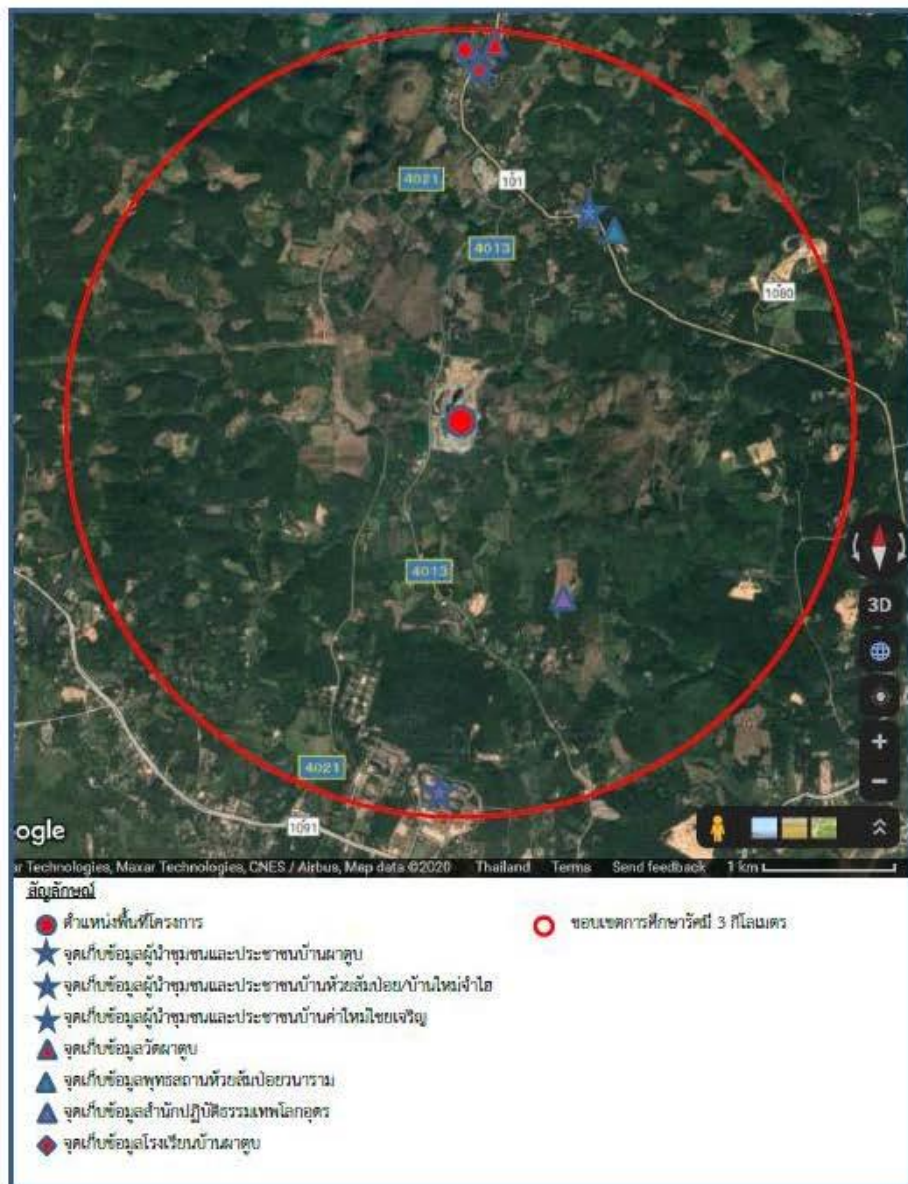 101
4021
4013
1080
4013
3D
4021
1091
ogle
ar Technologies, Maxar Technologies, CNES / Airbus, Map data ©2020 Thailand Terms Send feedback 1 km
สัญลักษณ์
ตำแหน่งพื้นที่โครงการ
ขอบเขตการศึกษารัศมี 3 กิโลเมตร
จุดเก็บข้อมูลผู้นำชุมชนและประชาชนบ้านผาตูบ
จุดเก็บข้อมูลผู้นำชุมชนและประชาชนบ้านห้วยส้มป่อย/บ้านใหม่จำไฮ
จุดเก็บข้อมูลผู้นำชุมชนและประชาชนบ้านค่าใหม่ไชยเจริญ
จุดเก็บข้อมูลวัดผาตูบ
จุดเก็บข้อมูลพุทธสถานห้วยส้มป่อยวนาราม
จุดเก็บข้อมูลสำนักปฏิบัติธรรมเทพโลกอุดร
จุดเก็บข้อมูลโรงเรียนบ้านผาตูบ